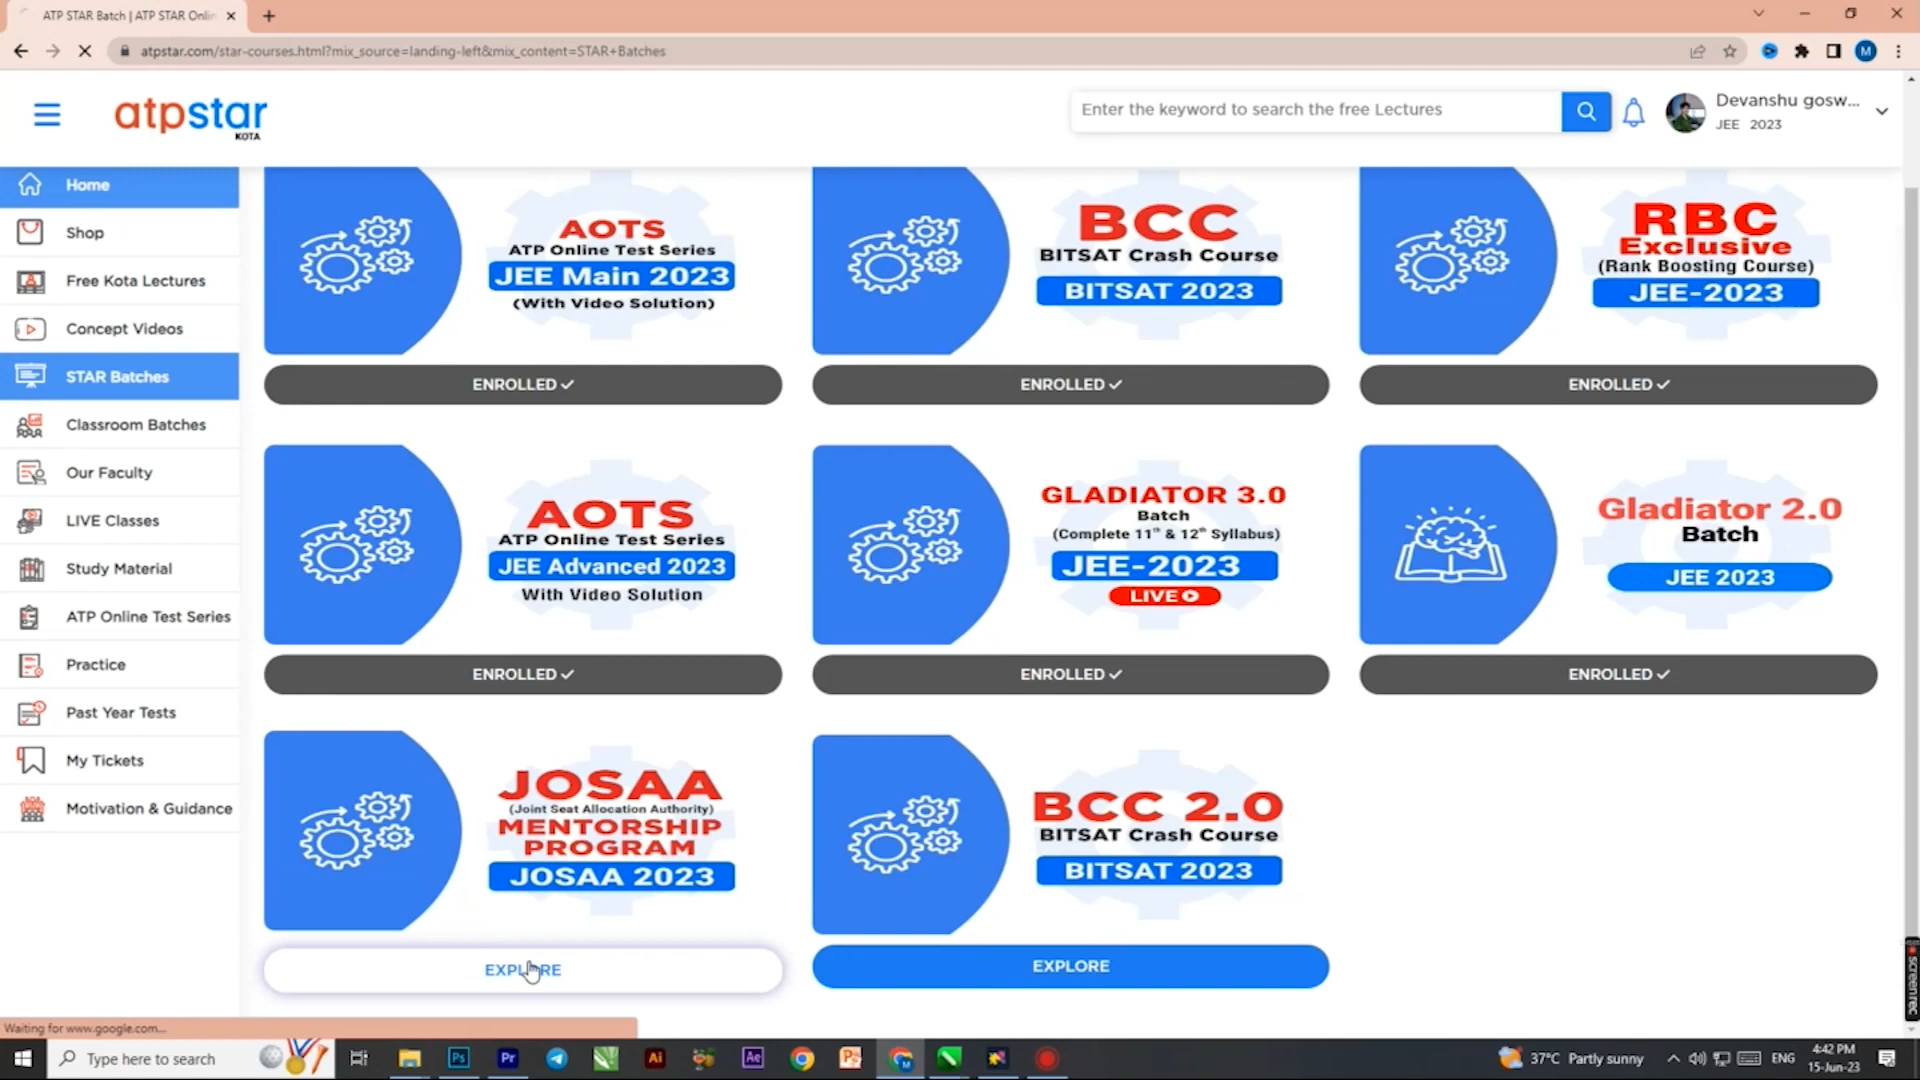 ATP STAR Batch | ATP STAR Onlin
atpstar.com/star-courses.html?mix_source=landing-left&mix_content=STAR+Batches
M
atpstar
KOTA
Enter the keyword to search the free Lectures
Devanshu gosw...
JEE 2023
Home
Shop
Free Kota Lectures
Concept Videos
STAR Batches
Classroom Batches
Our Faculty
LIVE Classes
Study Material
ATP Online Test Series
Practice
Past Year Tests
My Tickets
Motivation & Guidance
AOTS
ATP Online Test Series
JEE Main 2023
(With Video Solution)
ENROLLED ✓
BCC
BITSAT Crash Course
BITSAT 2023
ENROLLED ✓
RBC
Exclusive
(Rank Boosting Course)
JEE-2023
ENROLLED ✓
AOTS
ATP Online Test Series
JEE Advanced 2023
With Video Solution
ENROLLED ✓
GLADIATOR 3.0
Batch
(Complete 11th & 12th Syllabus)
JEE-2023
LIVE
ENROLLED ✓
Gladiator 2.0
Batch
JEE 2023
ENROLLED ✓
JOSAA
(Joint Seat Allocation Authority)
MENTORSHIP
PROGRAM
JOSAA 2023
EXPLORE
BCC 2.0
BITSAT Crash Course
BITSAT 2023
EXPLORE
screenrec
Waiting for www.google.com...
Type here to search
Ps
Pr
Ai
Ae
37°C Partly sunny
ENG
4:42 PM
15-Jun-23